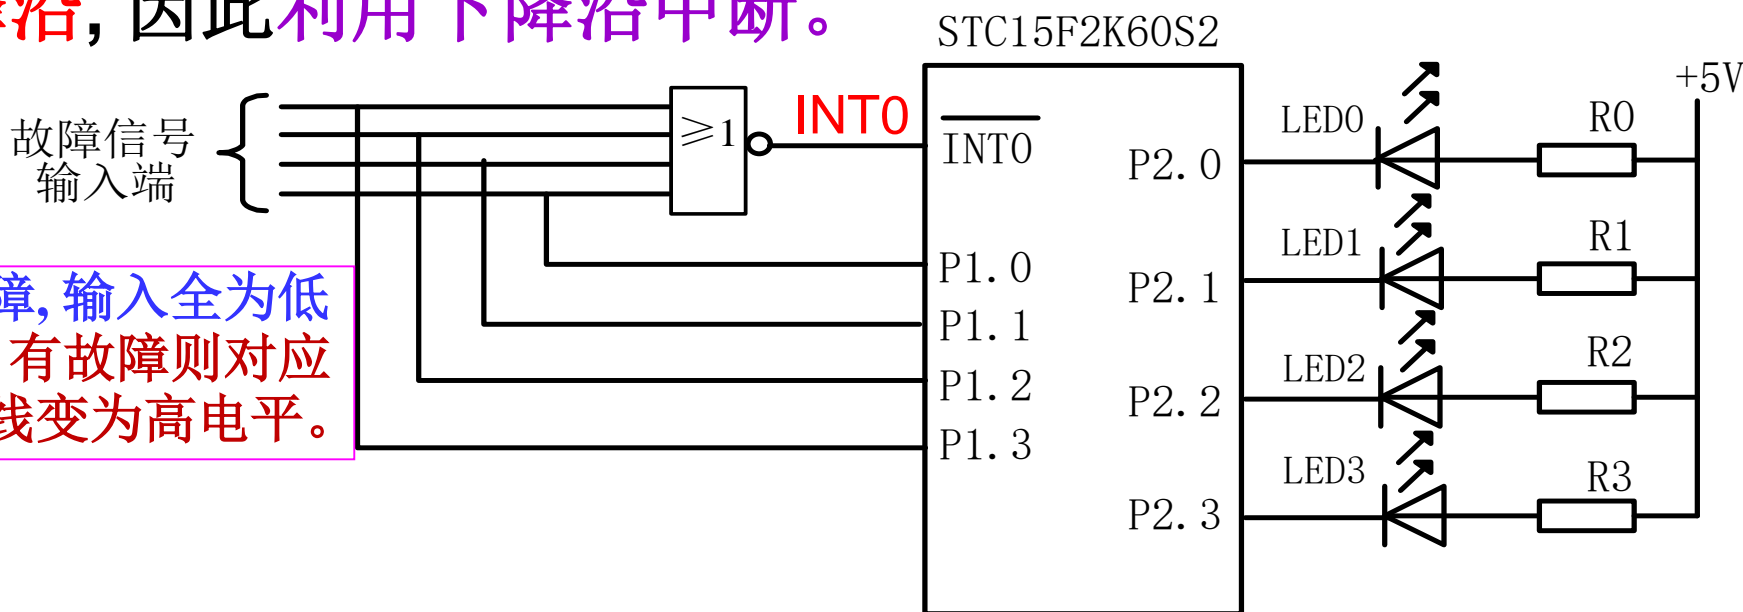 降沿,因此利用下降沿中断。
STC15F2K60S2
故障信号
输入端
≥1
INT0
INT0
P1.0
P1.1
P1.2
P1.3
P2.0
P2.1
P2.2
P2.3
LED0
LED1
LED2
LED3
R0
R1
R2
R3
+5V
障,输入全为低
有故障则对应
线变为高电平。